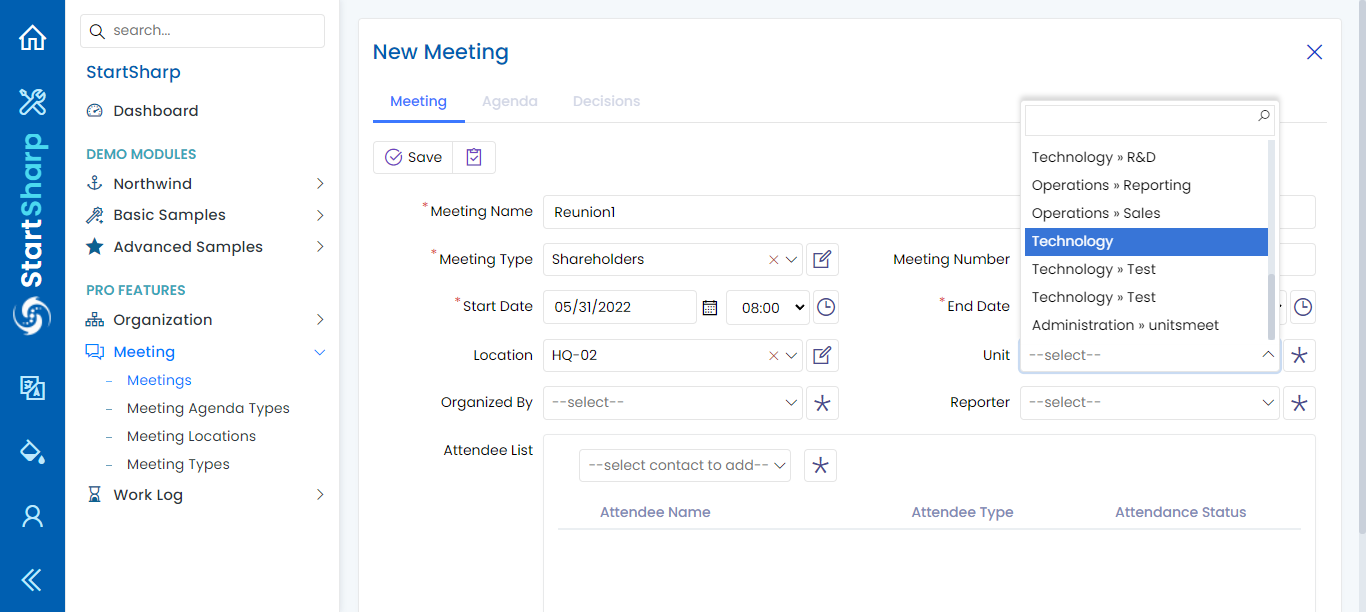 StartSharp
search...
StartSharp
Dashboard
DEMO MODULES
Northwind
Basic Samples
Advanced Samples
PRO FEATURES
Organization
Meeting
Meetings
Meeting Agenda Types
Meeting Locations
Meeting Types
Work Log
New Meeting
Meeting Agenda Decisions
Save
*Meeting Name Reunion1
*Meeting Type Shareholders Meeting Number
*Start Date 05/31/2022 08:00 *End Date
Location HQ-02 Unit --select--
Technology » R&D
Operations » Reporting
Operations » Sales
Technology
Technology » Test
Technology » Test
Administration » unitsmeet
Organized By --select-- Reporter --select--
Attendee List --select contact to add--
Attendee Name Attendee Type Attendance Status